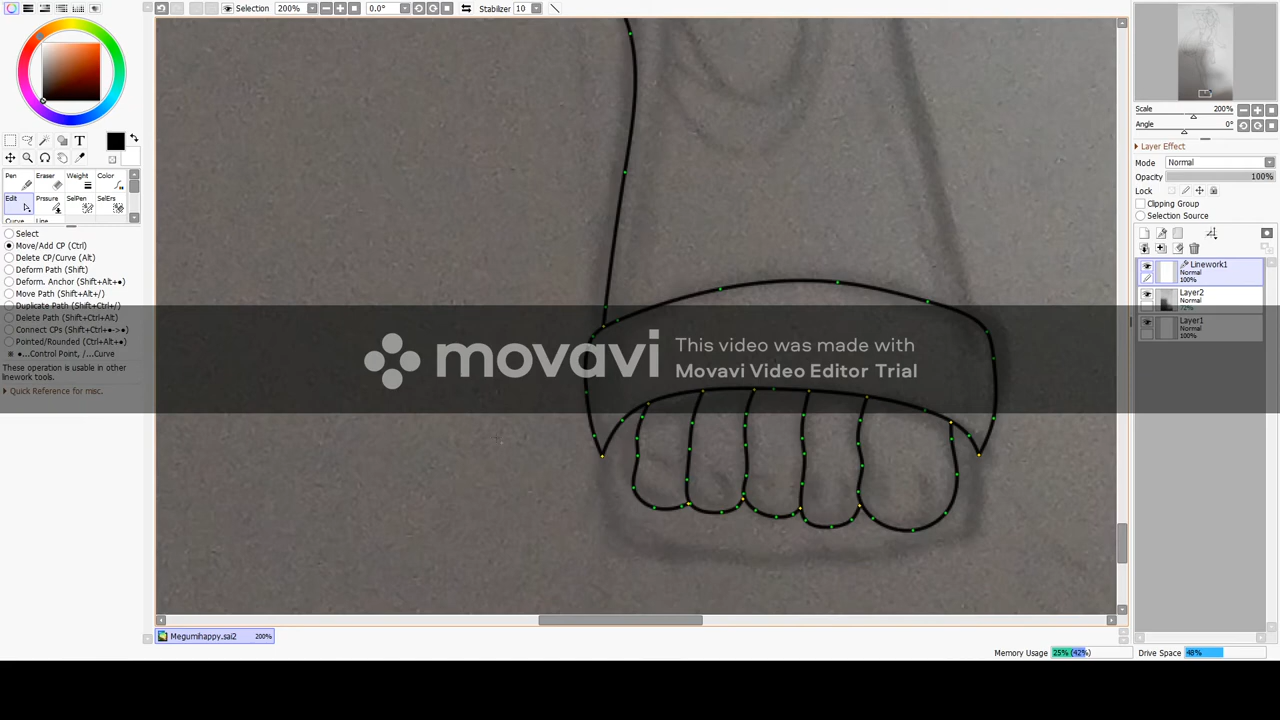 Selection 200% 0.0° Stabilizer 10
T
Pen Eraser Weight Color
Edit Prssure SelPen SelErs
Curve Line
Select
Move/Add CP (Ctrl)
Delete CP/Curve (Alt)
Deform Path (Shift)
Deform. Anchor (Shift+Alt+●)
Move Path (Shift+Alt+/)
Duplicate Path (Shift+Ctrl+/)
Delete Path (Shift+Ctrl+Alt)
Connect CPs (Shift+Ctrl+●->●)
Pointed/Rounded (Ctrl+Alt)
●...Control Point, /...Curve
These operation is usable in other
linework tools.
Quick Reference for misc.
movavi
This video was made with
Movavi Video Editor Trial
Scale 200%
Angle 0°
Layer Effect
Mode Normal
Opacity 100%
Lock
Clipping Group
Selection Source
Linework1
Normal
100%
Layer2
Normal
72%
Layer1
Normal
100%
Megumihappy.sai2 200%
Memory Usage 25% (42%) Drive Space 48%